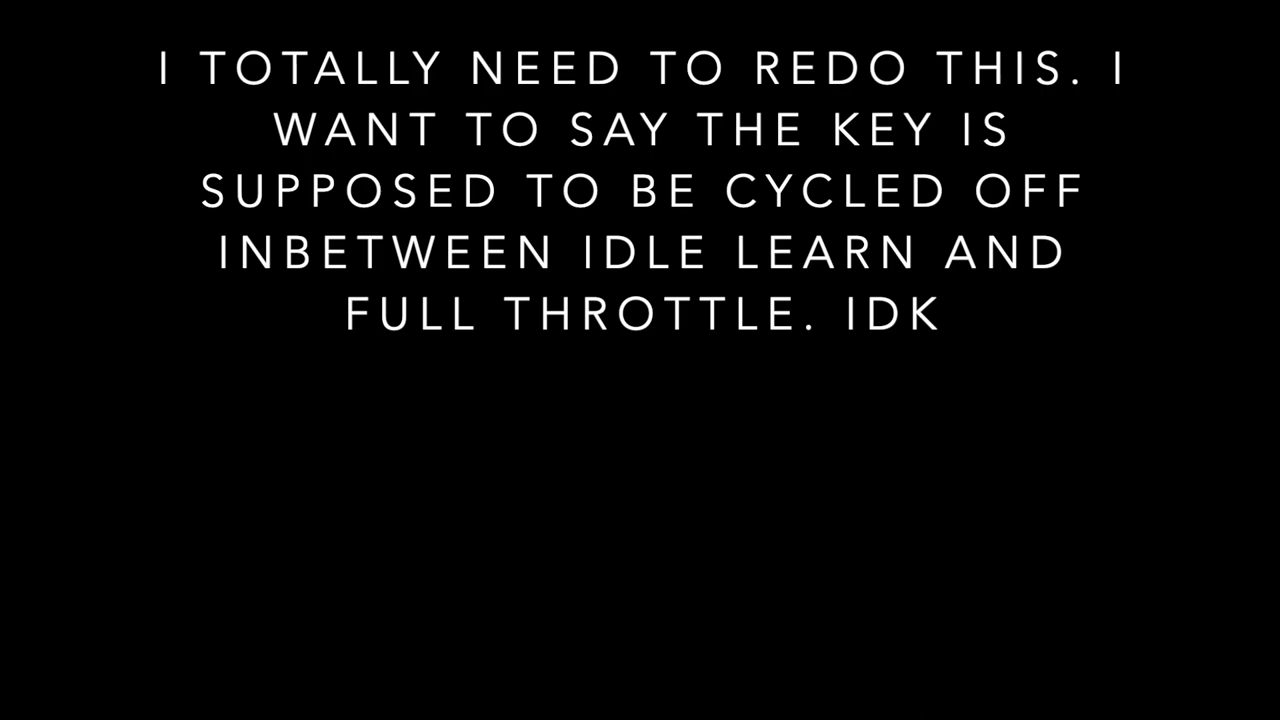 I TOTALLY NEED TO REDO THIS. I
WANT TO SAY THE KEY IS
SUPPOSED TO BE CYCLED OFF
INBETWEEN IDLE LEARN AND
FULL THROTTLE. IDK